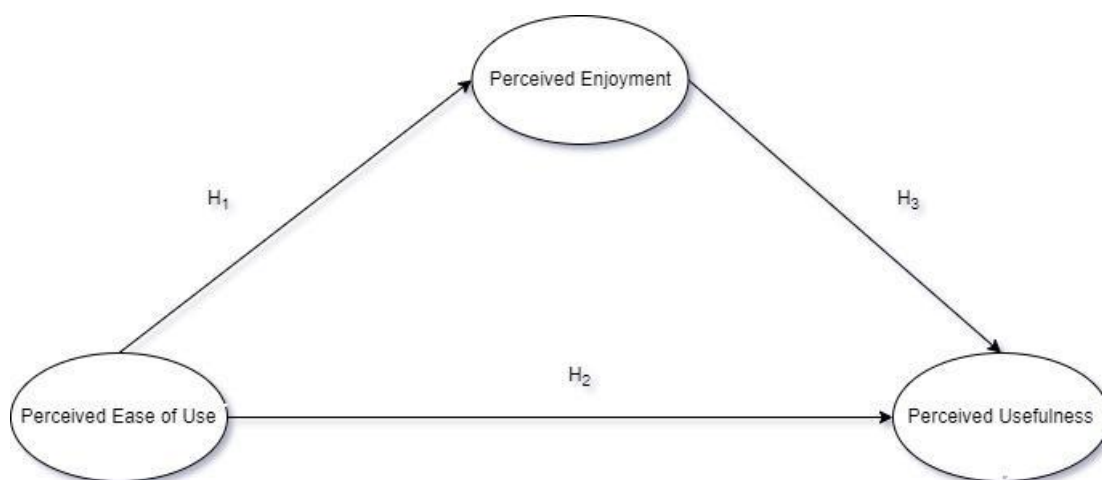 Perceived Enjoyment
H₁
H₃
H₂
Perceived Ease of Use
Perceived Usefulness